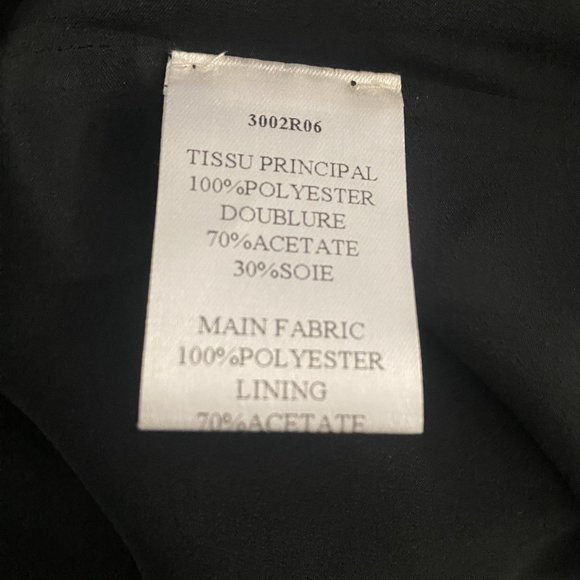 3002R06
TISSU PRINCIPAL
100%POLYESTER
DOUBLURE
70%ACETATE
30%SOIE
MAIN FABRIC
100%POLYESTER
LINING
70%ACETATE